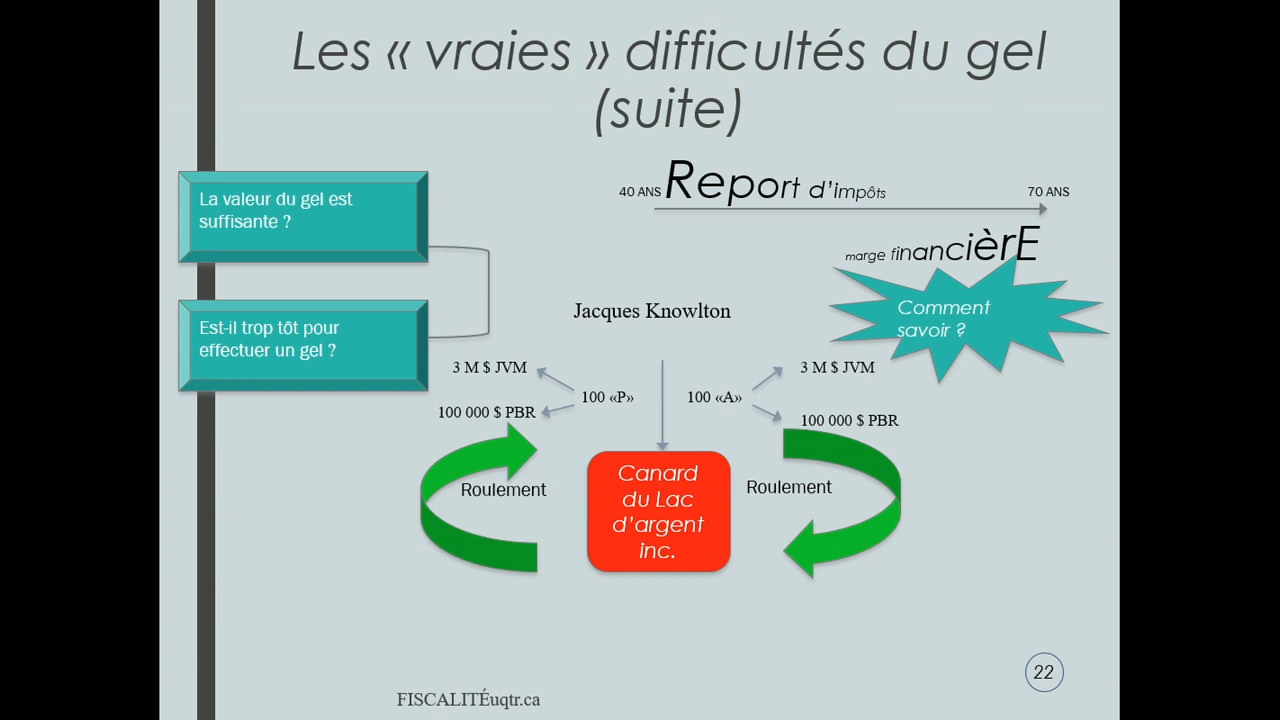 Les « vraies » difficultés du gel
(suite)
La valeur du gel est
suffisante ?
Est-il trop tôt pour
effectuer un gel ?
40 ANS Report d'impôts 70 ANS
marge financièrE
Comment
savoir ?
Jacques Knowlton
3 M $ JVM
100 «P»
100 000 $ PBR
3 M $ JVM
100 «A»
100 000 $ PBR
Roulement
Canard
du Lac
d'argent
inc.
Roulement
FISCALITÉuqtr.ca
22